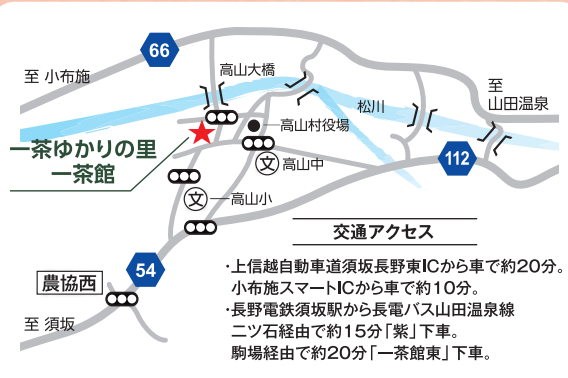 66
至 小布施
高山大橋
松川
至
山田温泉
高山村役場
一茶ゆかりの里
一茶館
文 高山中
112
文 高山小
交通アクセス
54
農協西
至 須坂
・上信越自動車道須坂長野東ICから車で約20分。
小布施スマートICから車で約10分。
・長野電鉄須坂駅から長電バス山田温泉線
二ツ石経由で約15分「紫」下車。
駒場経由で約20分「一茶館東」下車。